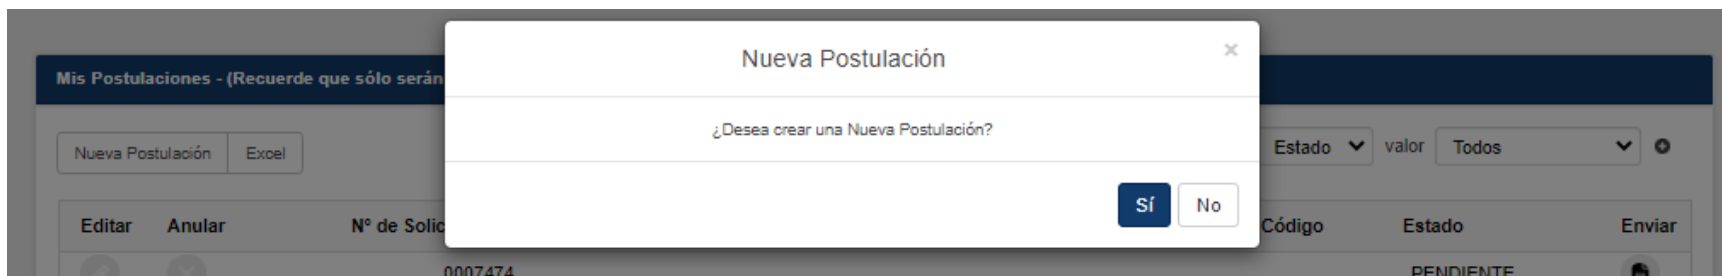 Nueva Postulación ×
Mis Postulaciones - (Recuerde que sólo serán
¿Desea crear una Nueva Postulación?
Nueva Postulación Excel Estado valor Todos
Sí No
Editar Anular Nº de Solic Código Estado Enviar
0007474 PENDIENTE